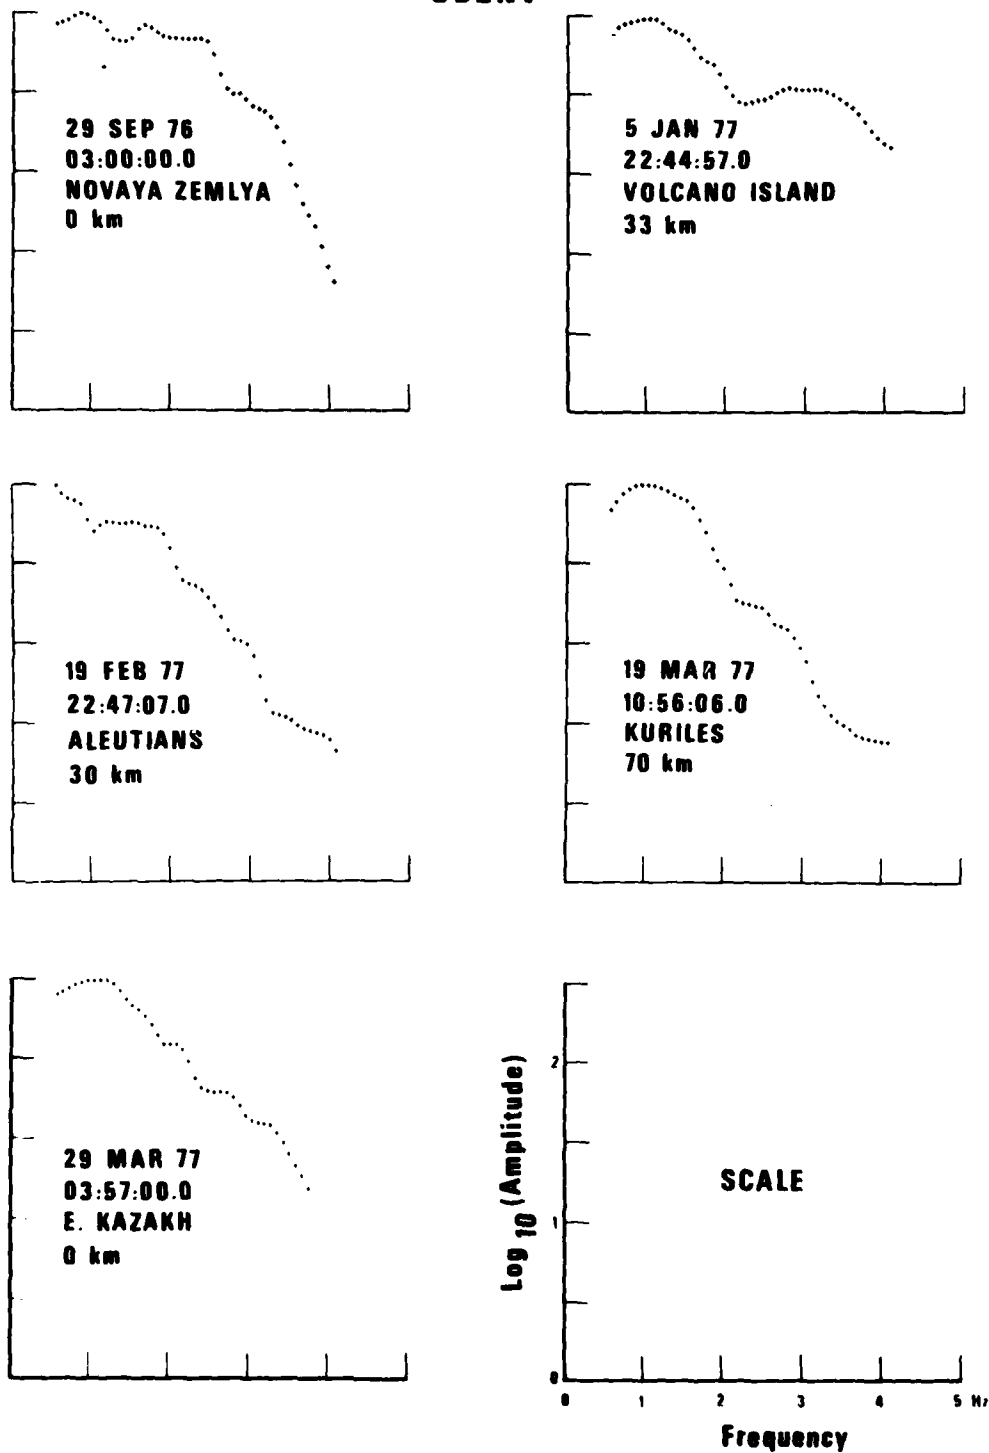 29 SEP 76
03:00:00.0
NOVAYA ZEMLYA
0 km
5 JAN 77
22:44:57.0
VOLCANO ISLAND
33 km
19 FEB 77
22:47:07.0
ALEUTIANS
30 km
19 MAR 77
10:56:06.0
KURILES
70 km
29 MAR 77
03:57:00.0
E. KAZAKH
0 km
Log 10 (Amplitude)
2
1
0
SCALE
0 1 2 3 4 5 Hz
Frequency